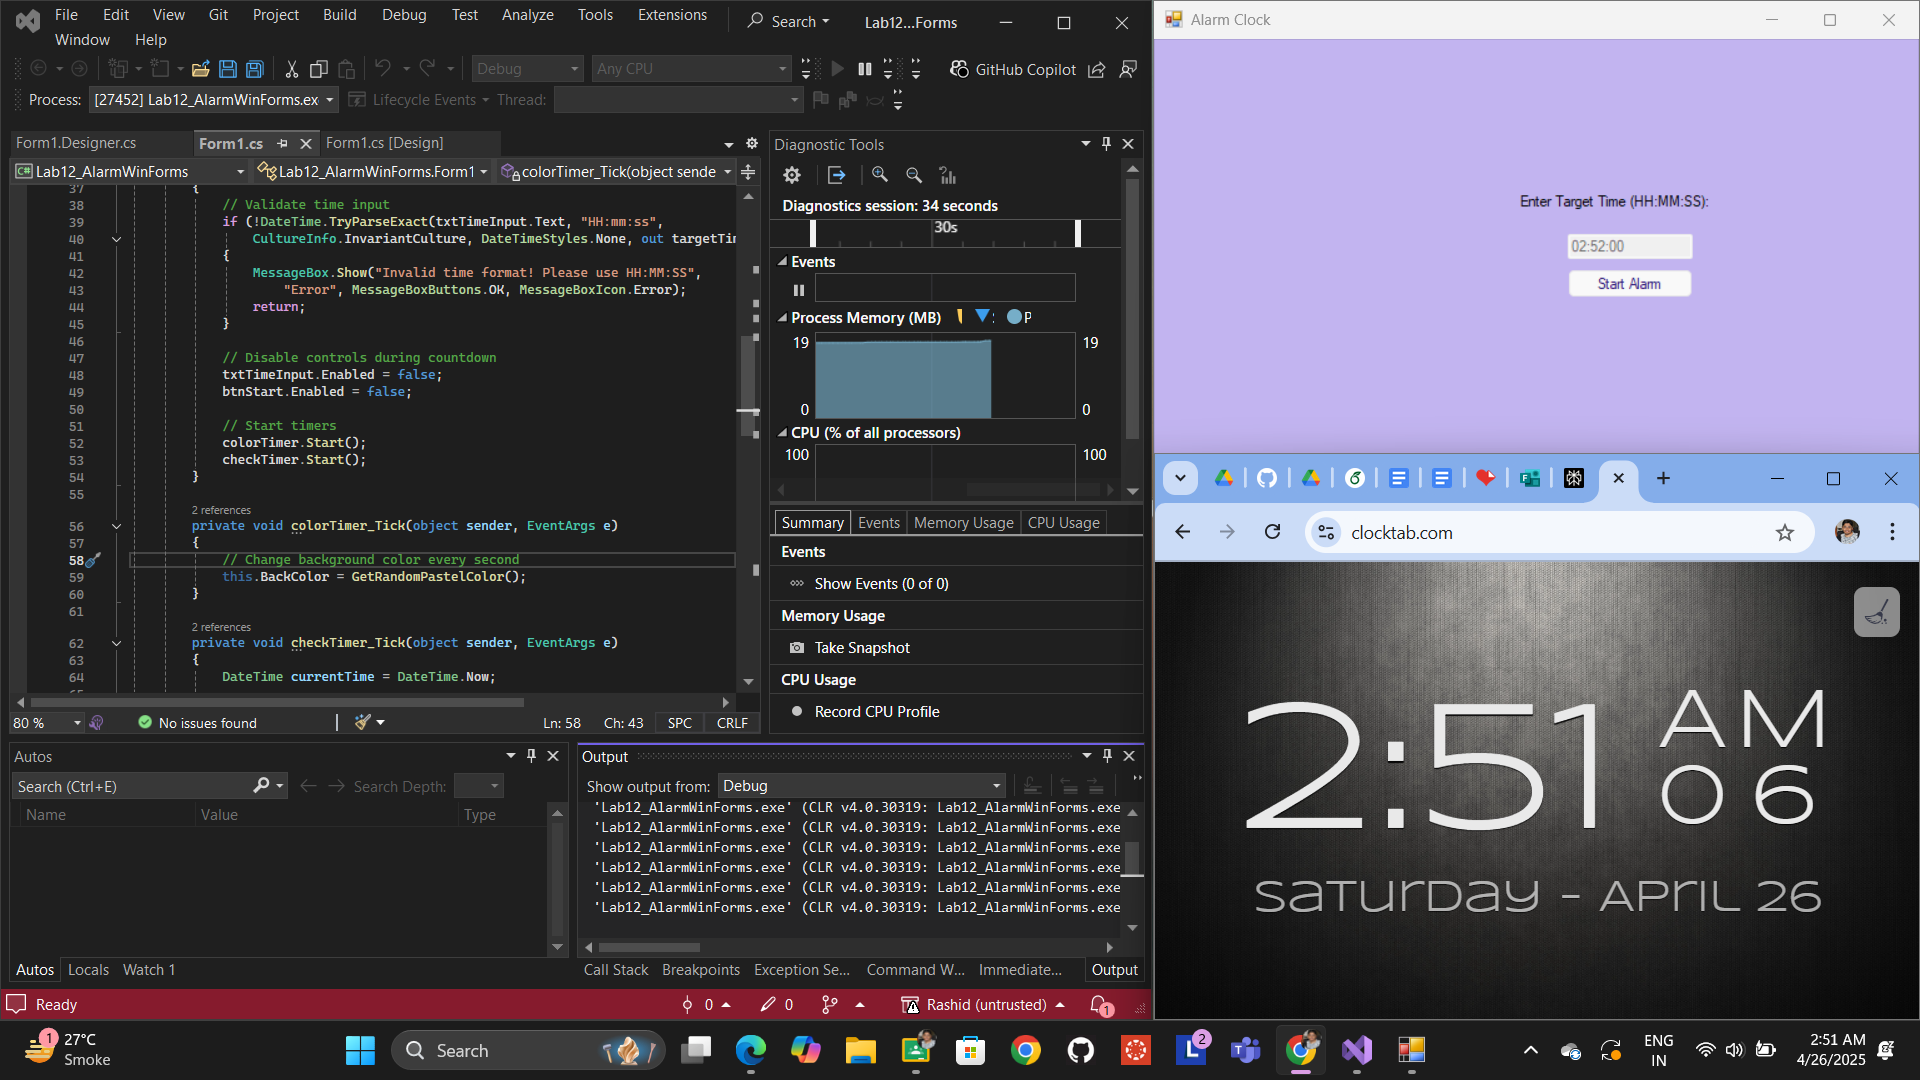 File Edit View Git Project Build Debug Test Analyze Tools Extensions Search Lab12...Forms
Window Help
Debug Any CPU GitHub Copilot
Process: [27452] Lab12_AlarmWinForms.ex Lifecycle Events Thread:
Form1.Designer.cs Form1.cs Form1.cs [Design]
Lab12_AlarmWinForms Lab12_AlarmWinForms.Form1 colorTimer_Tick(object sende
37 {
38 // Validate time input
39 if (!DateTime.TryParseExact(txtTimeInput.Text, "HH:mm:ss",
40 CultureInfo.InvariantCulture, DateTimeStyles.None, out targetTim
41 {
42 MessageBox.Show("Invalid time format! Please use HH:MM:SS",
43 "Error", MessageBoxButtons.OK, MessageBoxIcon.Error);
44 return;
45 }
46
47 // Disable controls during countdown
48 txtTimeInput.Enabled = false;
49 btnStart.Enabled = false;
50
51 // Start timers
52 colorTimer.Start();
53 checkTimer.Start();
54 }
55
2 references
56 private void colorTimer_Tick(object sender, EventArgs e)
57 {
58 // Change background color every second
59 this.BackColor = GetRandomPastelColor();
60 }
61
2 references
62 private void checkTimer_Tick(object sender, EventArgs e)
63 {
64 DateTime currentTime = DateTime.Now;
80 % No issues found Ln: 58 Ch: 43 SPC CRLF
Diagnostic Tools
Diagnostics session: 34 seconds
30s
Events
Process Memory (MB) P
19 19
0 0
CPU (% of all processors)
100 100
Summary Events Memory Usage CPU Usage
Events
Show Events (0 of 0)
Memory Usage
Take Snapshot
CPU Usage
Record CPU Profile
Autos
Search (Ctrl+E) Search Depth:
Name Value Type
Autos Locals Watch 1
Output
Show output from: Debug
'Lab12_AlarmWinForms.exe' (CLR v4.0.30319: Lab12_AlarmWinForms.exe
'Lab12_AlarmWinForms.exe' (CLR v4.0.30319: Lab12_AlarmWinForms.exe
'Lab12_AlarmWinForms.exe' (CLR v4.0.30319: Lab12_AlarmWinForms.exe
'Lab12_AlarmWinForms.exe' (CLR v4.0.30319: Lab12_AlarmWinForms.exe
'Lab12_AlarmWinForms.exe' (CLR v4.0.30319: Lab12_AlarmWinForms.exe
'Lab12_AlarmWinForms.exe' (CLR v4.0.30319: Lab12_AlarmWinForms.exe
Call Stack Breakpoints Exception Se... Command W... Immediate... Output
Ready 0 0 Rashid (untrusted) 1
Alarm Clock
Enter Target Time (HH:MM:SS):
02:52:00
Start Alarm
clocktab.com
2:51 AM
06
Saturday - April 26
1 27°C
Smoke
Search
2
ENG
IN
2:51 AM
4/26/2025